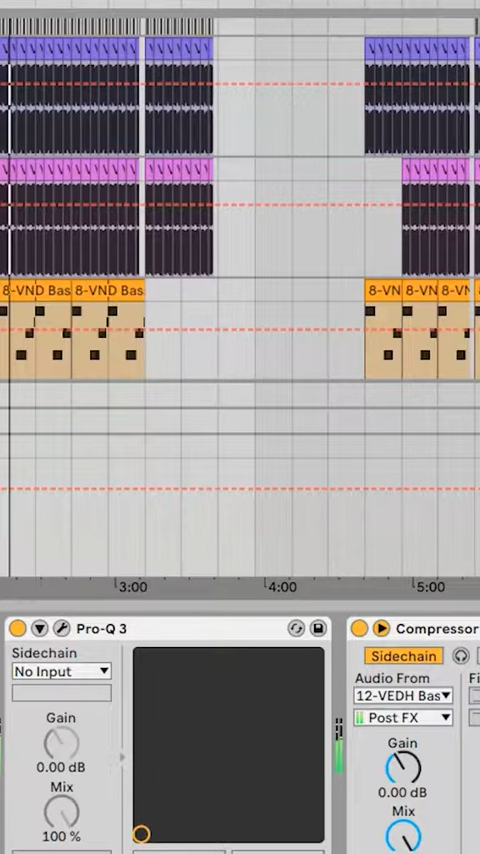 8-VND Bas 8-VND Bas
8-VN 8-VN 8-VN
3:00 4:00 5:00
Pro-Q 3
Compressor
Sidechain
No Input
Gain
0.00 dB
Mix
100 %
Sidechain
Audio From
12-VEDH Bas
Post FX
Gain
0.00 dB
Mix